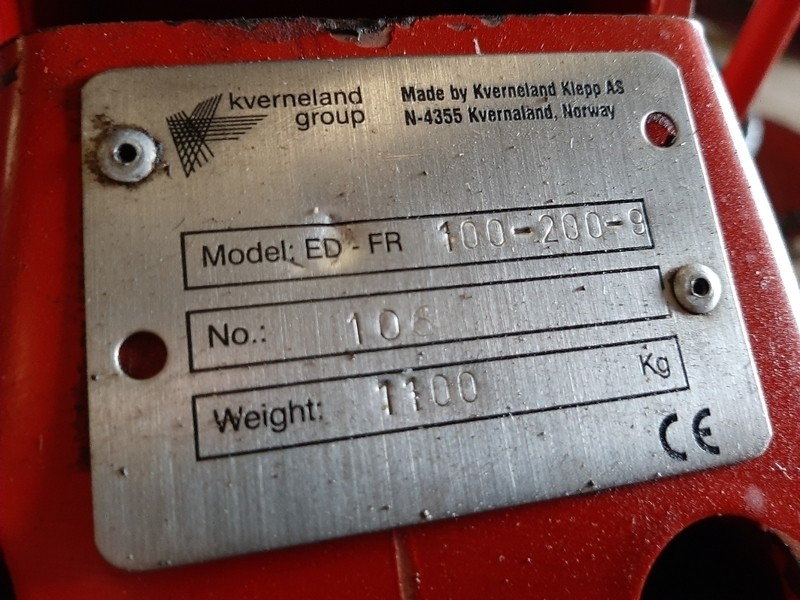 kverneland
group
Made by Kverneland Klepp AS
N-4355 Kvernaland, Norway
Model: ED - FR 100-200-9
No.:
Weight: 1100 Kg
CE